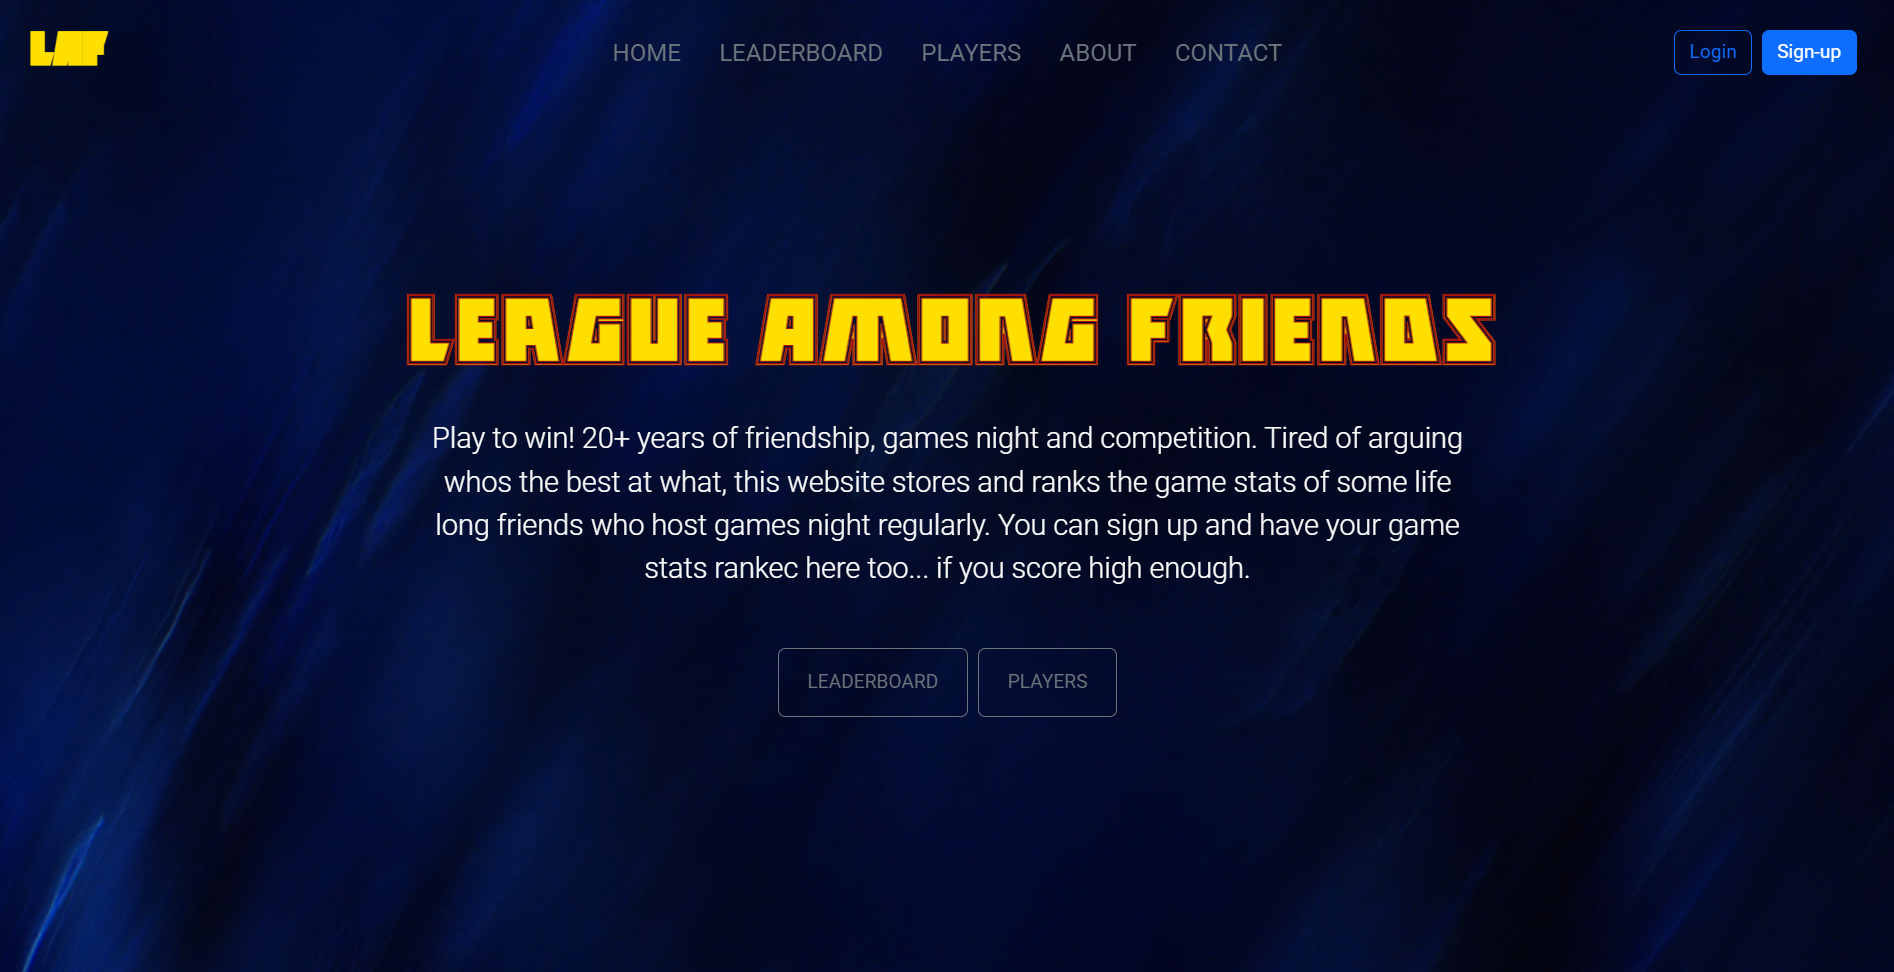 LAF
HOME LEADERBOARD PLAYERS ABOUT CONTACT
Login Sign-up
LEAGUE AMONG FRIENDS
Play to win! 20+ years of friendship, games night and competition. Tired of arguing
whos the best at what, this website stores and ranks the game stats of some life
long friends who host games night regularly. You can sign up and have your game
stats rankec here too... if you score high enough.
LEADERBOARD PLAYERS